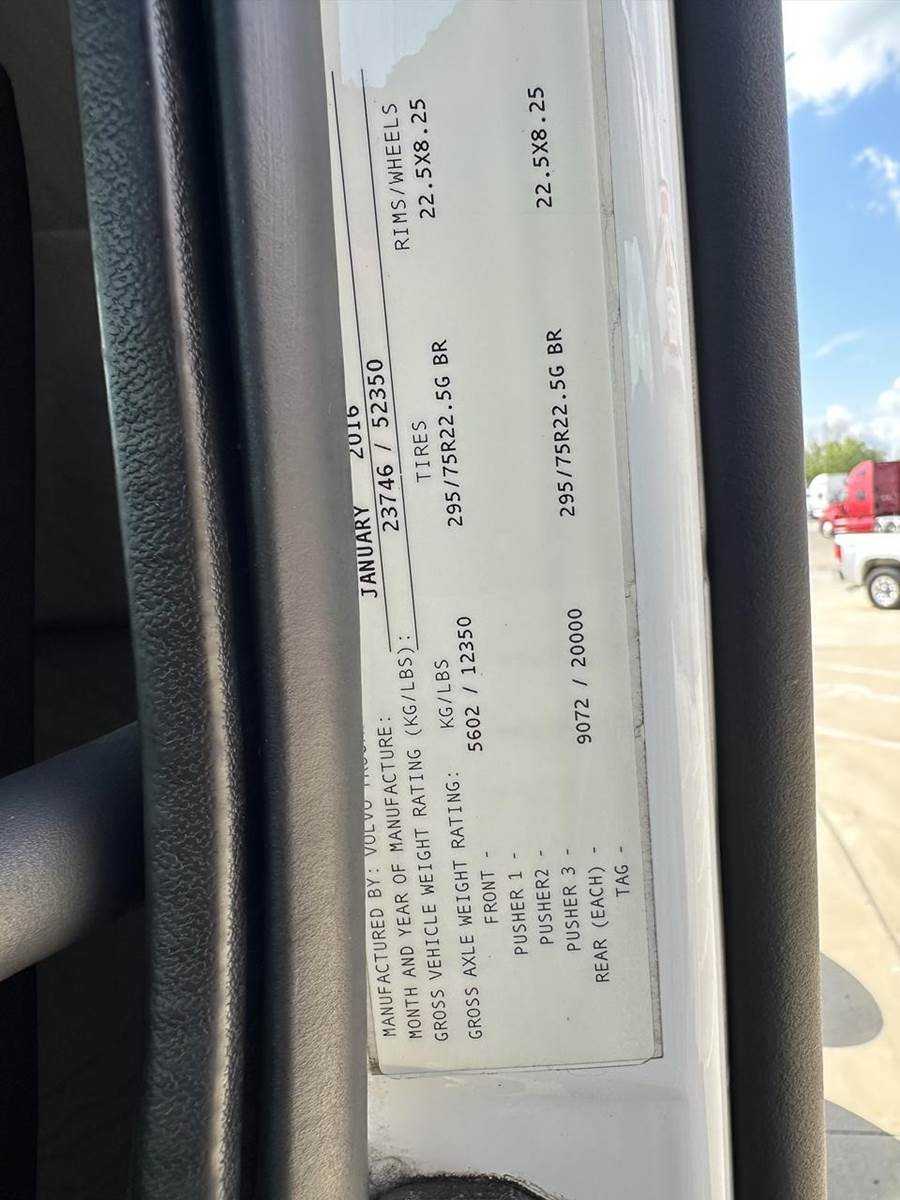 MANUFACTURED BY: VOLVO
MONTH AND YEAR OF MANUFACTURE: JANUARY 2016
GROSS VEHICLE WEIGHT RATING (KG/LBS): 23746 / 52350
GROSS AXLE WEIGHT RATING: KG/LBS TIRES RIMS/WHEELS
FRONT - 5602 / 12350 295/75R22.5G BR 22.5X8.25
PUSHER 1 -
PUSHER2 -
PUSHER 3 -
REAR (EACH) - 9072 / 20000 295/75R22.5G BR 22.5X8.25
TAG -